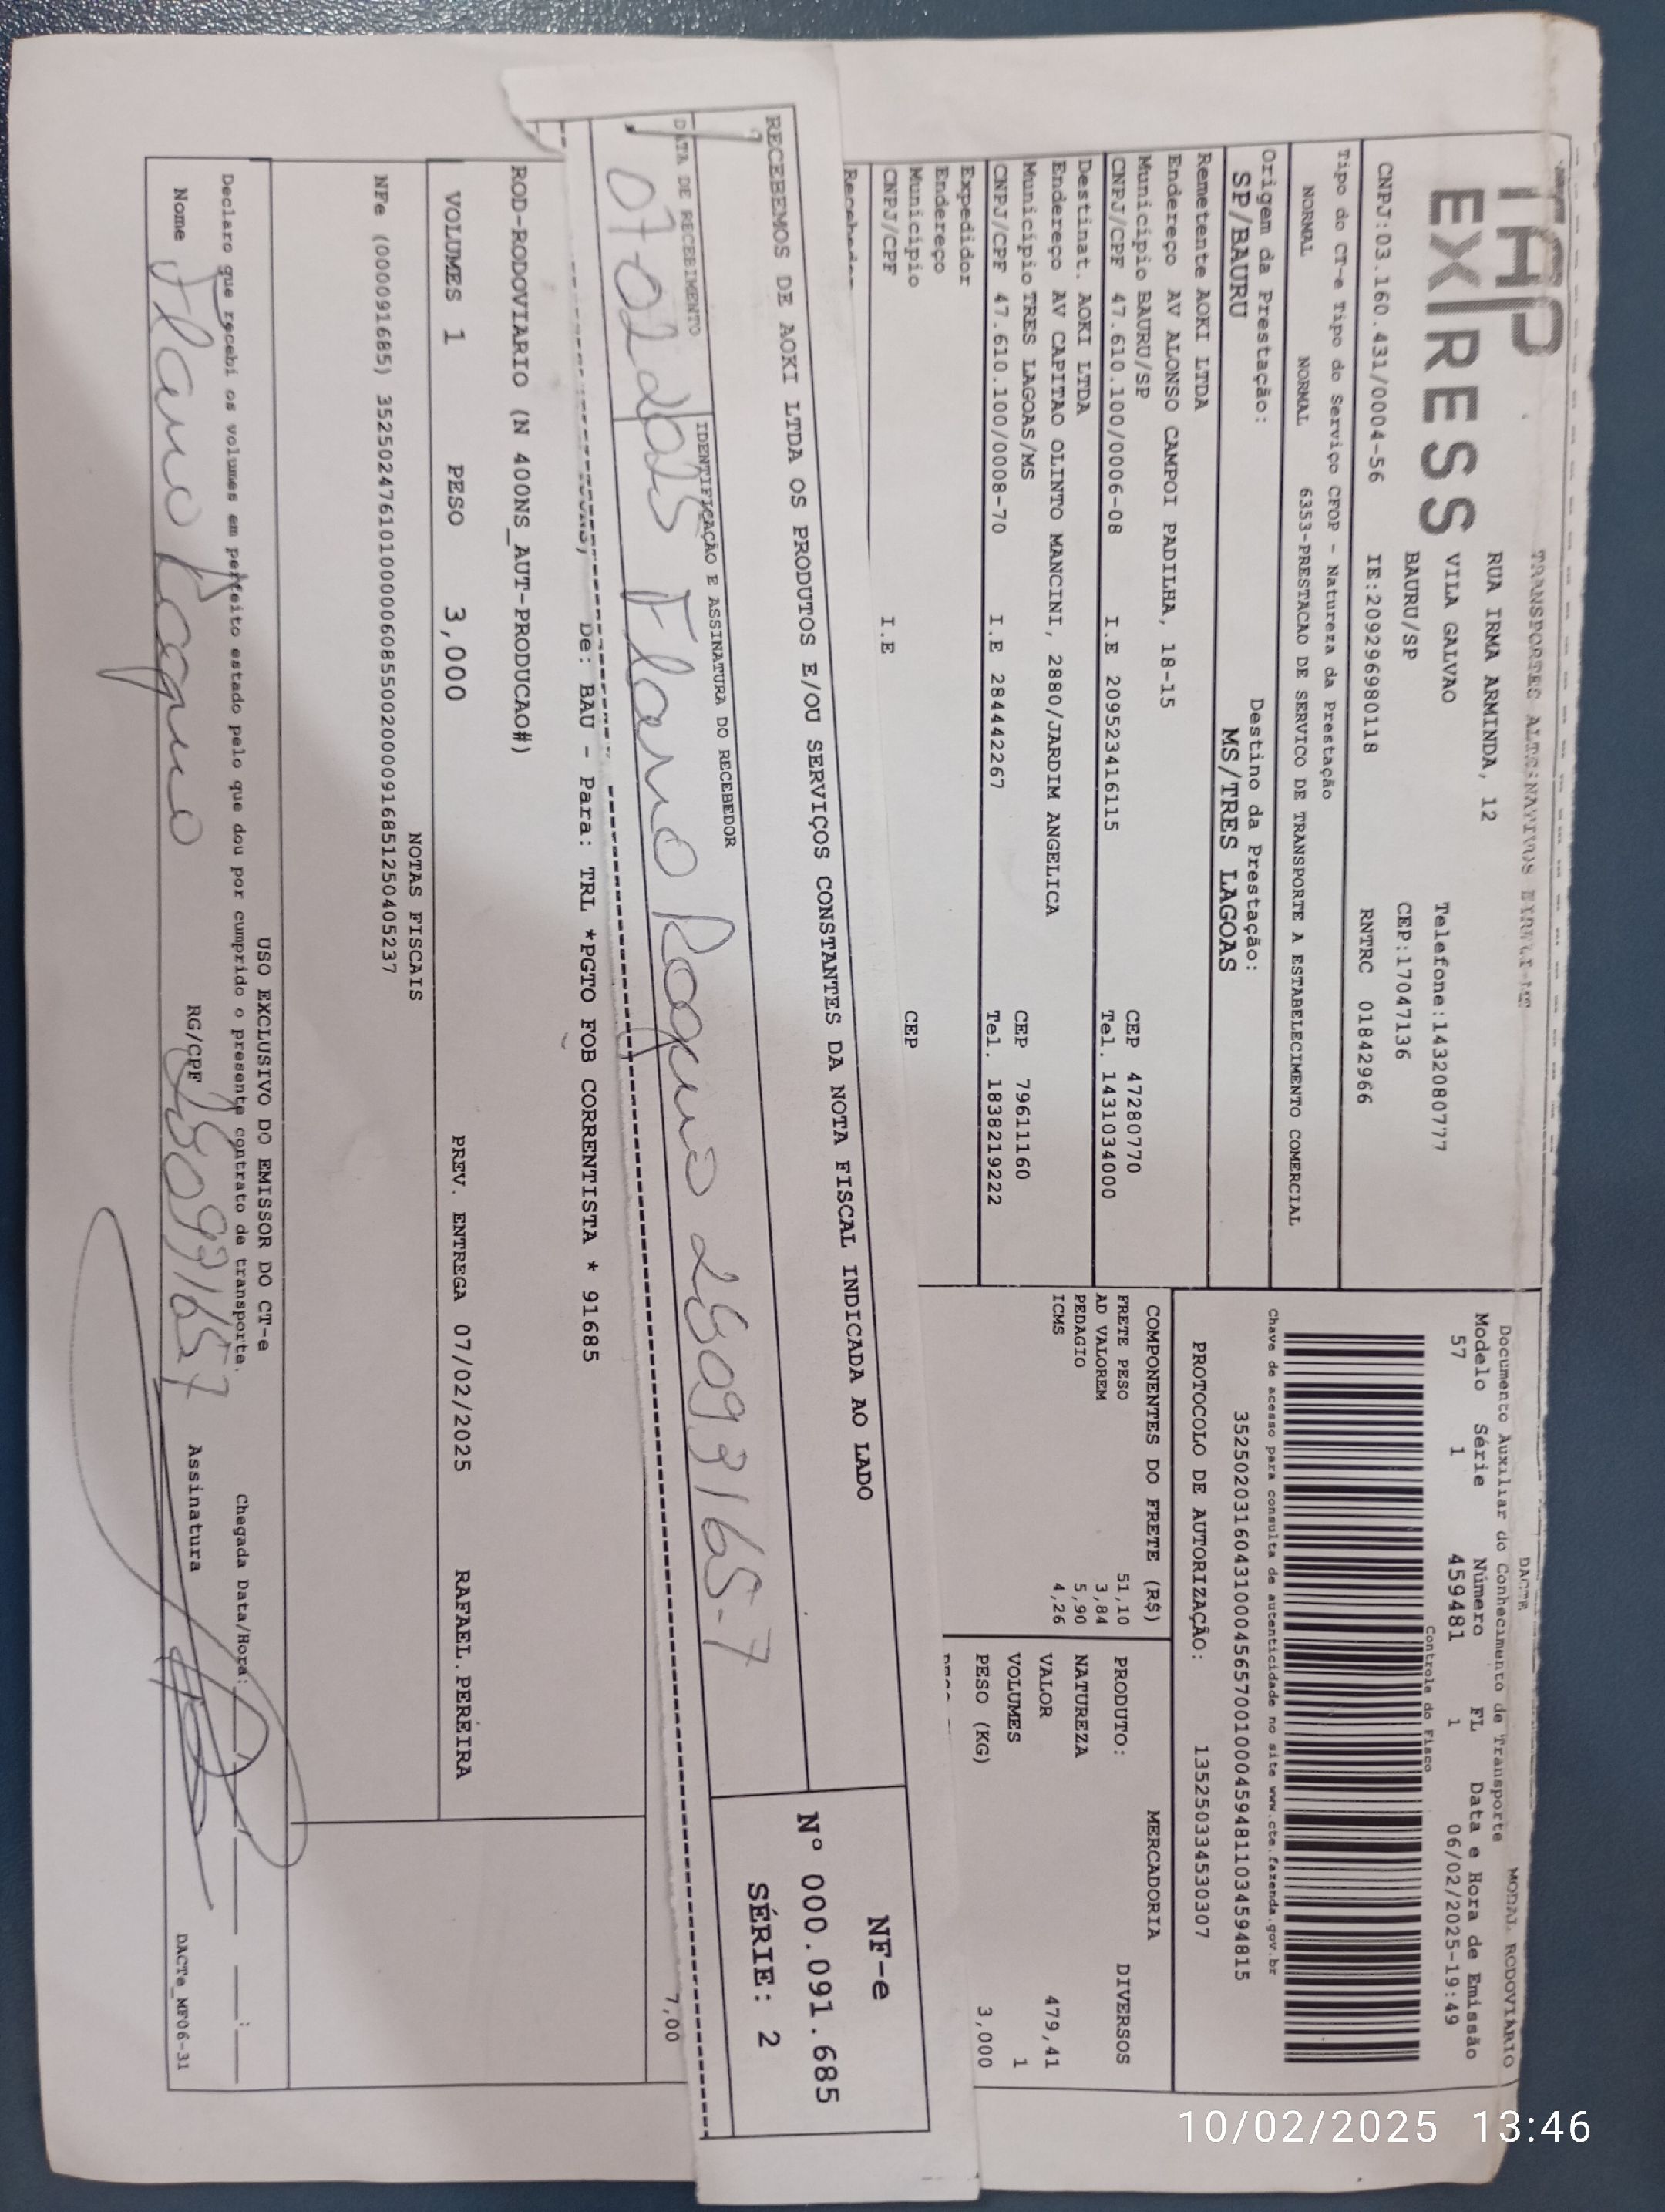 TRANSPORTES ALTERNATIVOS
EXPRESS
RUA IRMA ARMINDA, 12
VILA GALVAO
Telefone:1432080777
BAURU/SP
CEP:17047136
CNPJ:03.160.431/0004-56 IE:209296980118 RNTRC 01842966
Tipo do CT-e Tipo do Serviço CFOP - Natureza da Prestação
NORMAL NORMAL 6353-PRESTACAO DE SERVICO DE TRANSPORTE A ESTABELECIMENTO COMERCIAL
Origem da Prestação: Destino da Prestação:
SP/BAURU MS/TRES LAGOAS
Remetente AOKI LTDA
Endereço AV ALONSO CAMPOI PADILHA, 18-15
Municipio BAURU/SP CEP 47280770
CNPJ/CPF 47.610.100/0006-08 I.E 209523416115 Tel. 1431034000
Destinat. AOKI LTDA
Endereço AV CAPITAO OLINTO MANCINI, 2880/JARDIM ANGELICA
Municipio TRES LAGOAS/MS CEP 79611160
CNPJ/CPF 47.610.100/0008-70 I.E 284442267 Tel. 1838219222
Expedidor
Endereço
Municipio CEP
CNPJ/CPF I.E
DACTE MODAL RODOVIÁRIO
Documento Auxiliar do Conhecimento de Transporte
Modelo Série Número FL Data e Hora de Emissão
57 1 459481 1 06/02/2025-19:49
Controle do Fisco
Chave de acesso para consulta de autenticidade no site www.cte.fazenda.gov.br
35250203160431000456570010004594811034594815
PROTOCOLO DE AUTORIZAÇÃO: 135250334530307
COMPONENTES DO FRETE (R$)
FRETE PESO 51,10
AD VALOREM 3,84
PEDAGIO 5,90
ICMS 4,26
MERCADORIA
PRODUTO: DIVERSOS
NATUREZA
VALOR 479,41
VOLUMES 1
PESO (KG) 3,000
RECEBEMOS DE AOKI LTDA OS PRODUTOS E/OU SERVIÇOS CONSTANTES DA NOTA FISCAL INDICADA AO LADO
DATA DE RECEBIMENTO IDENTIFICAÇÃO E ASSINATURA DO RECEBEDOR
07-02-2025 Flavio Roque 28099165-7
NF-e
N° 000.091.685
SÉRIE: 2
7,00
De: BAU - Para: TRL *PGTO FOB CORRENTISTA * 91685
ROD-RODOVIARIO (N 400NS_AUT-PRODUCAO#)
VOLUMES 1 PESO 3,000 PREV. ENTREGA 07/02/2025 RAFAEL.PEREIRA
NOTAS FISCAIS
NFe (000091685) 35250247610100000608550020000916851250405237
USO EXCLUSIVO DO EMISSOR DO CT-e
Declaro que recebi os volumes em perfeito estado pelo que dou por cumprido o presente contrato de transporte. Chegada Data/Hora:
Nome Flavio Roque RG/CPF 280991657 Assinatura DACTe_MF06-31
10/02/2025 13:46